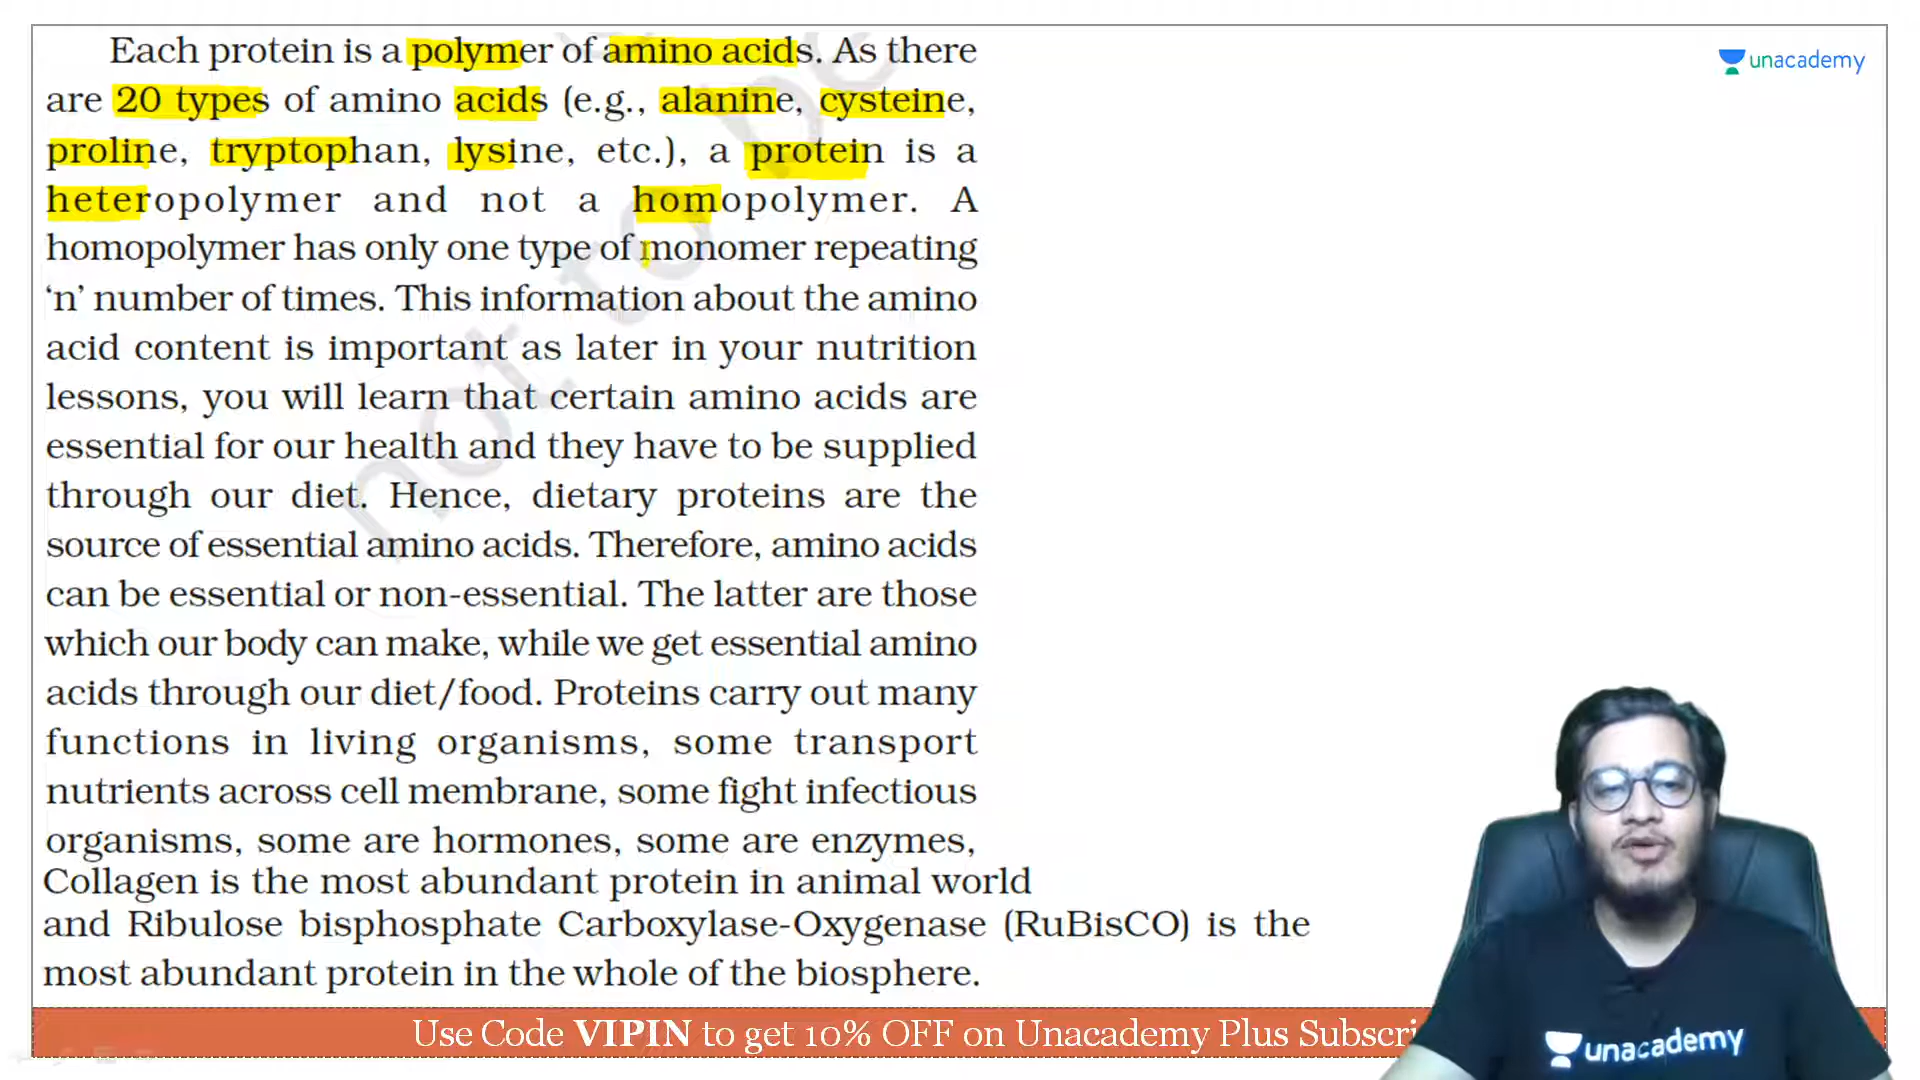 Each protein is a polymer of amino acids. As there
are 20 types of amino acids (e.g., alanine, cysteine,
proline, tryptophan, lysine, etc.), a protein is a
heteropolymer and not a homopolymer. A
homopolymer has only one type of monomer repeating
‘n’ number of times. This information about the amino
acid content is important as later in your nutrition
lessons, you will learn that certain amino acids are
essential for our health and they have to be supplied
through our diet. Hence, dietary proteins are the
source of essential amino acids. Therefore, amino acids
can be essential or non-essential. The latter are those
which our body can make, while we get essential amino
acids through our diet/food. Proteins carry out many
functions in living organisms, some transport
nutrients across cell membrane, some fight infectious
organisms, some are hormones, some are enzymes,
Collagen is the most abundant protein in animal world
and Ribulose bisphosphate Carboxylase-Oxygenase (RuBisCO) is the
most abundant protein in the whole of the biosphere.
not to be
unacademy
Use Code VIPIN to get 10% OFF on Unacademy Plus Subscri
unacademy